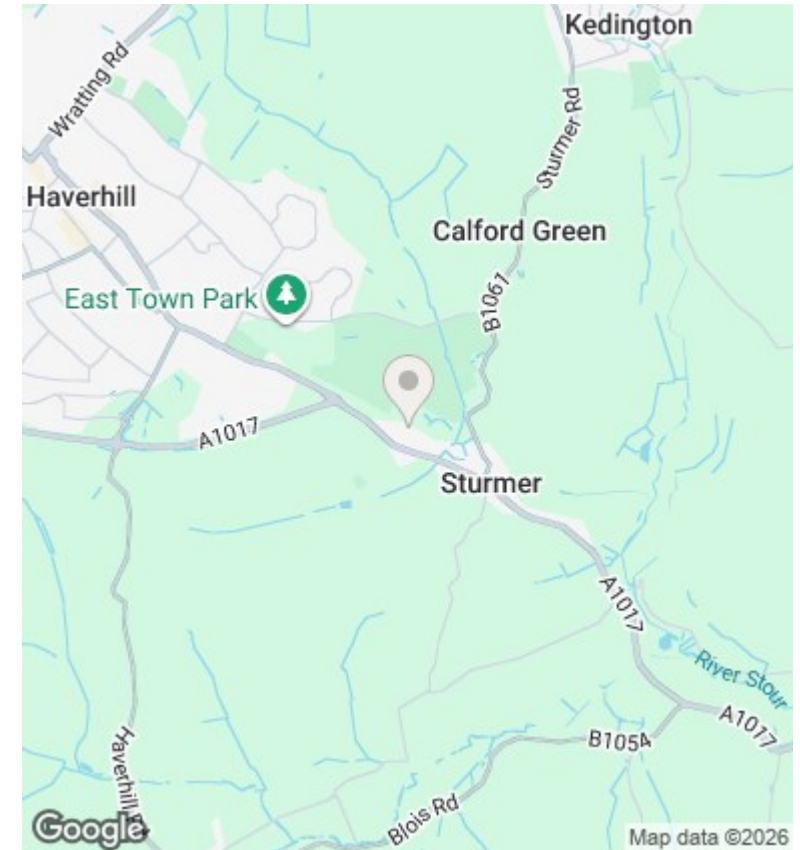 Kedington
Wratting Rd
Sturmer Rd
Haverhill
Calford Green
East Town Park
B1061
A1017
Sturmer
A1017
River Stour
A1017
B1054
Haverhill
Blois Rd
Google
Map data ©2026